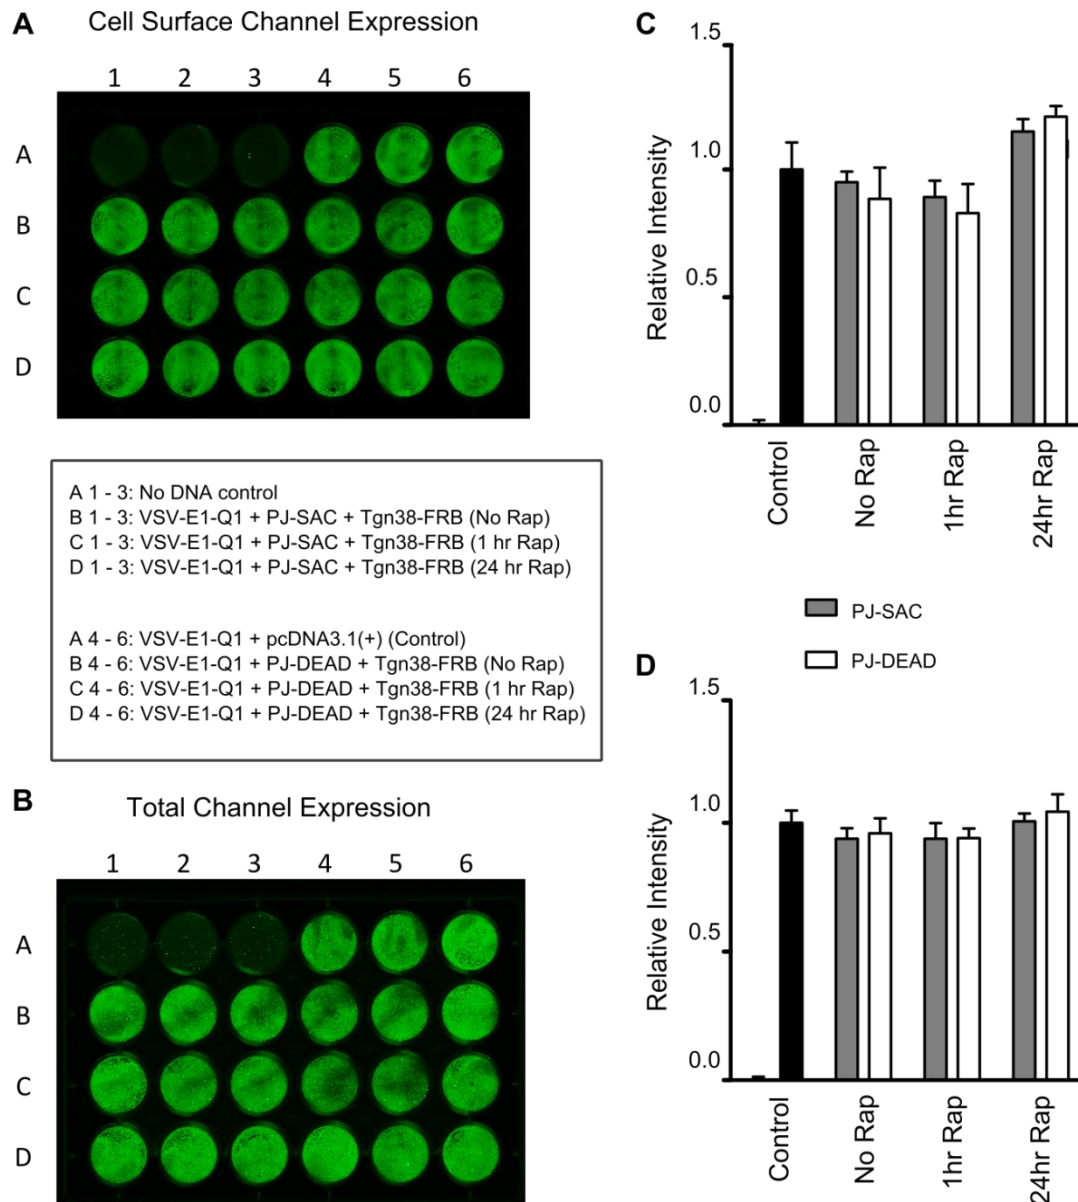 A
Cell Surface Channel Expression
1 2 3 4 5 6
A
B
C
D
A 1 - 3: No DNA control
B 1 - 3: VSV-E1-Q1 + PJ-SAC + Tgn38-FRB (No Rap)
C 1 - 3: VSV-E1-Q1 + PJ-SAC + Tgn38-FRB (1 hr Rap)
D 1 - 3: VSV-E1-Q1 + PJ-SAC + Tgn38-FRB (24 hr Rap)
A 4 - 6: VSV-E1-Q1 + pcDNA3.1(+) (Control)
B 4 - 6: VSV-E1-Q1 + PJ-DEAD + Tgn38-FRB (No Rap)
C 4 - 6: VSV-E1-Q1 + PJ-DEAD + Tgn38-FRB (1 hr Rap)
D 4 - 6: VSV-E1-Q1 + PJ-DEAD + Tgn38-FRB (24 hr Rap)
B
Total Channel Expression
1 2 3 4 5 6
A
B
C
D
C
1.5
1.0
0.5
0.0
Relative Intensity
Control
No Rap
1hr Rap
24hr Rap
PJ-SAC
PJ-DEAD
D
1.5
1.0
0.5
0.0
Relative Intensity
Control
No Rap
1hr Rap
24hr Rap